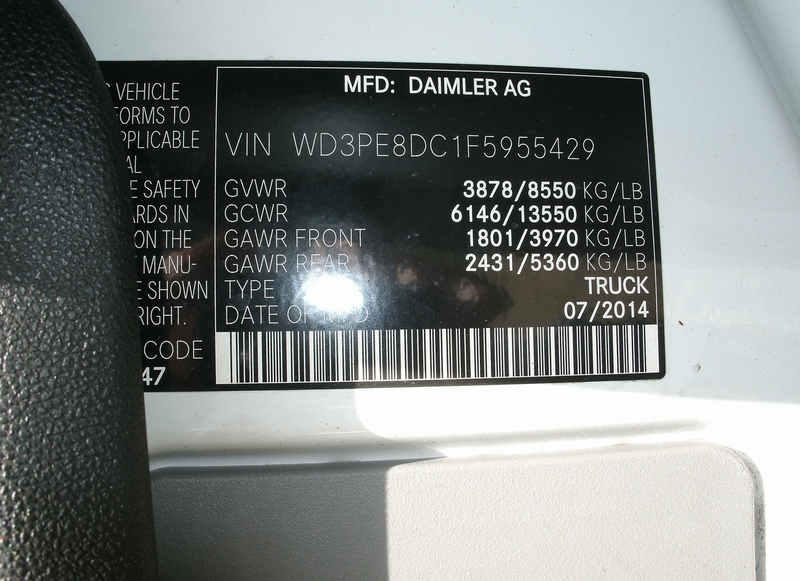 VEHICLE
FORMS TO
PPLICABLE
AL
E SAFETY
ARDS IN
ON THE
MANU-
E SHOWN
RIGHT.
CODE
47
MFD: DAIMLER AG
VIN WD3PE8DC1F5955429
GVWR 3878/8550 KG/LB
GCWR 6146/13550 KG/LB
GAWR FRONT 1801/3970 KG/LB
GAWR REAR 2431/5360 KG/LB
TYPE TRUCK
DATE OF MFD 07/2014